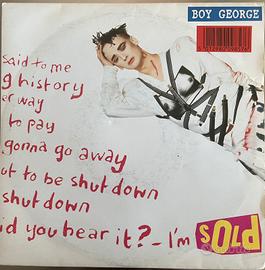 BOY GEORGE
said to me
g history
er way
to pay
gonna go away
ut to be shut down
shut down
id you hear it? - I'm
SOLD